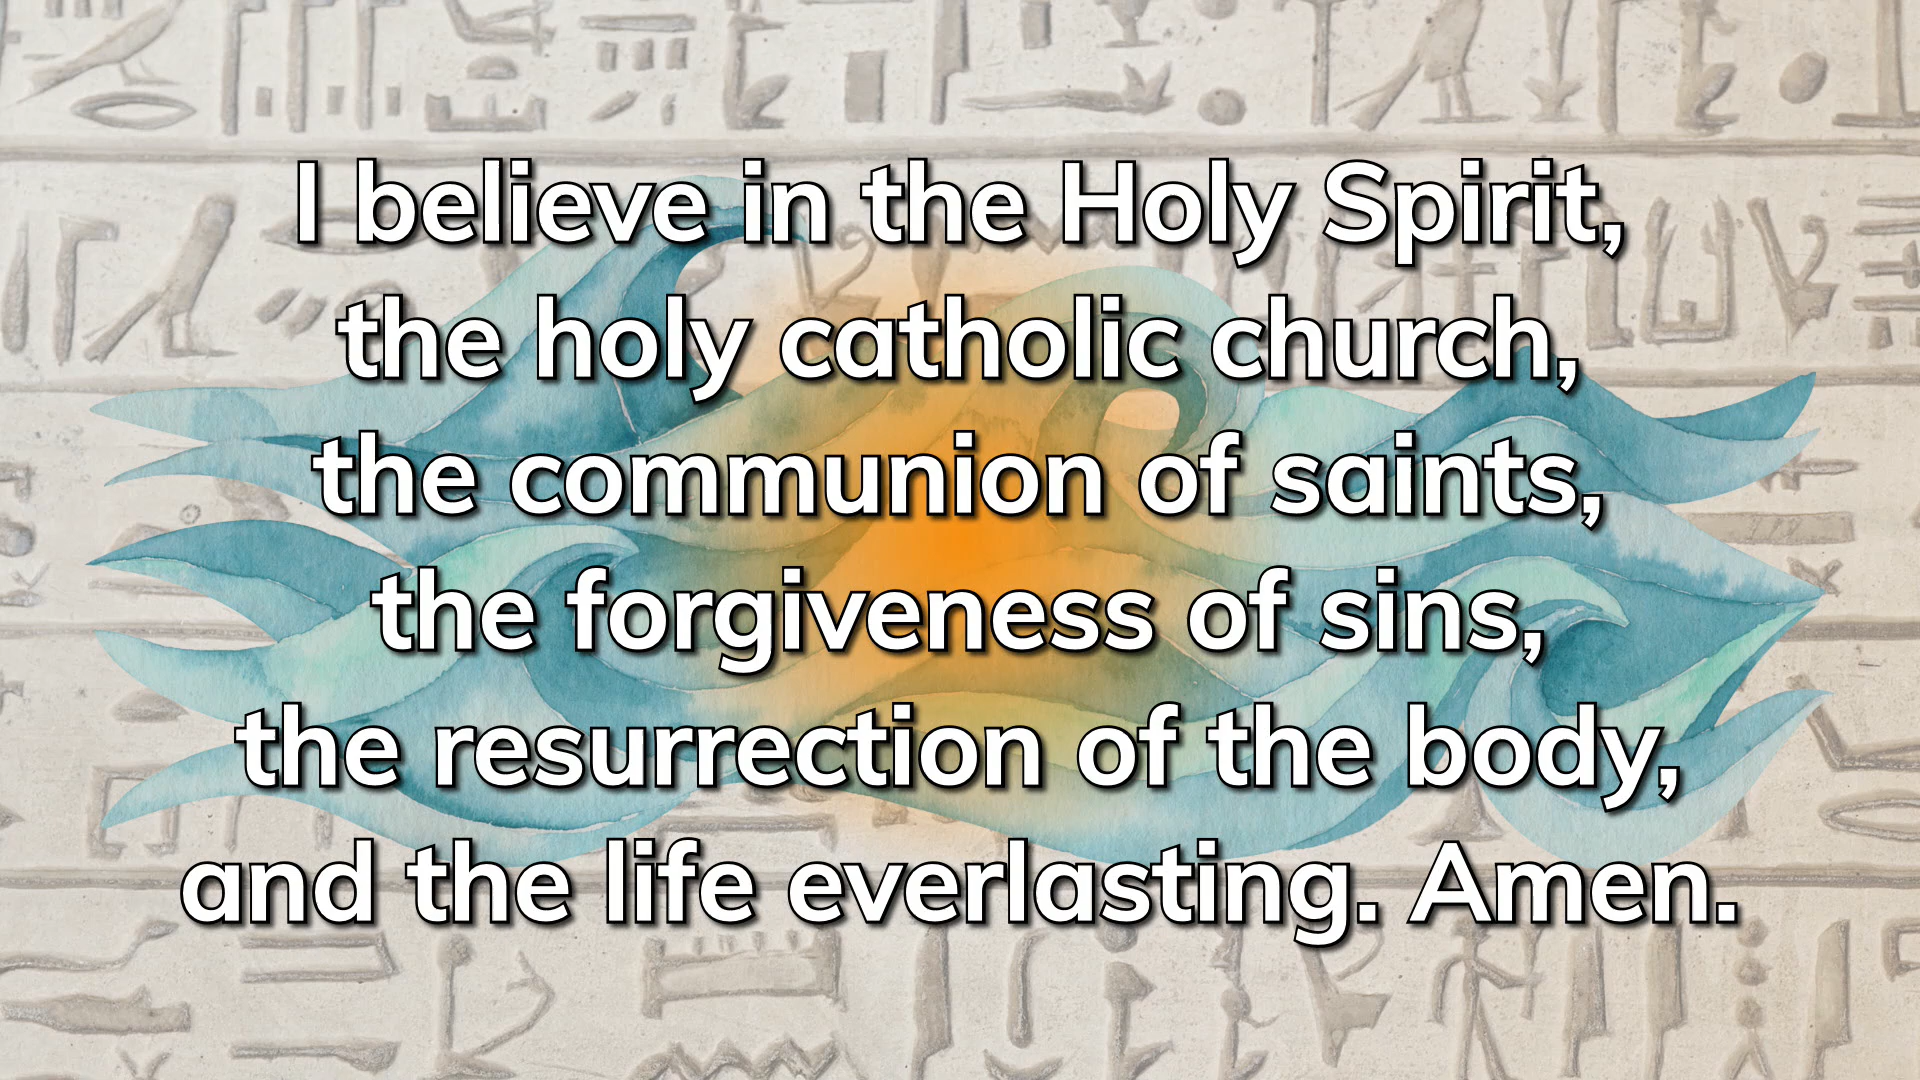 I believe in the Holy Spirit,
the holy catholic church,
the communion of saints,
the forgiveness of sins,
the resurrection of the body,
and the life everlasting. Amen.